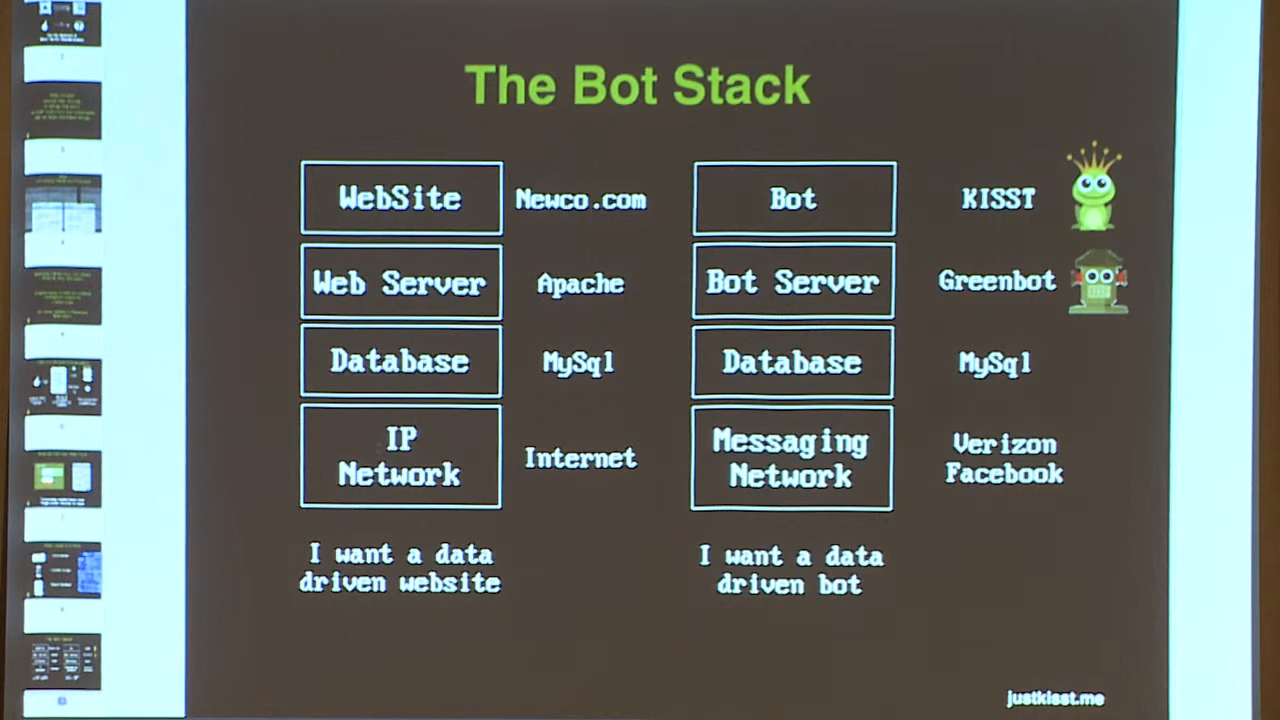 The Bot Stack
WebSite
Newco.com
Bot
KISST
Web Server
Apache
Bot Server
Greenbot
Database
MySql
Database
MySql
IP
Network
Internet
Messaging
Network
Verizon
Facebook
I want a data
driven website
I want a data
driven bot
justkisst.me